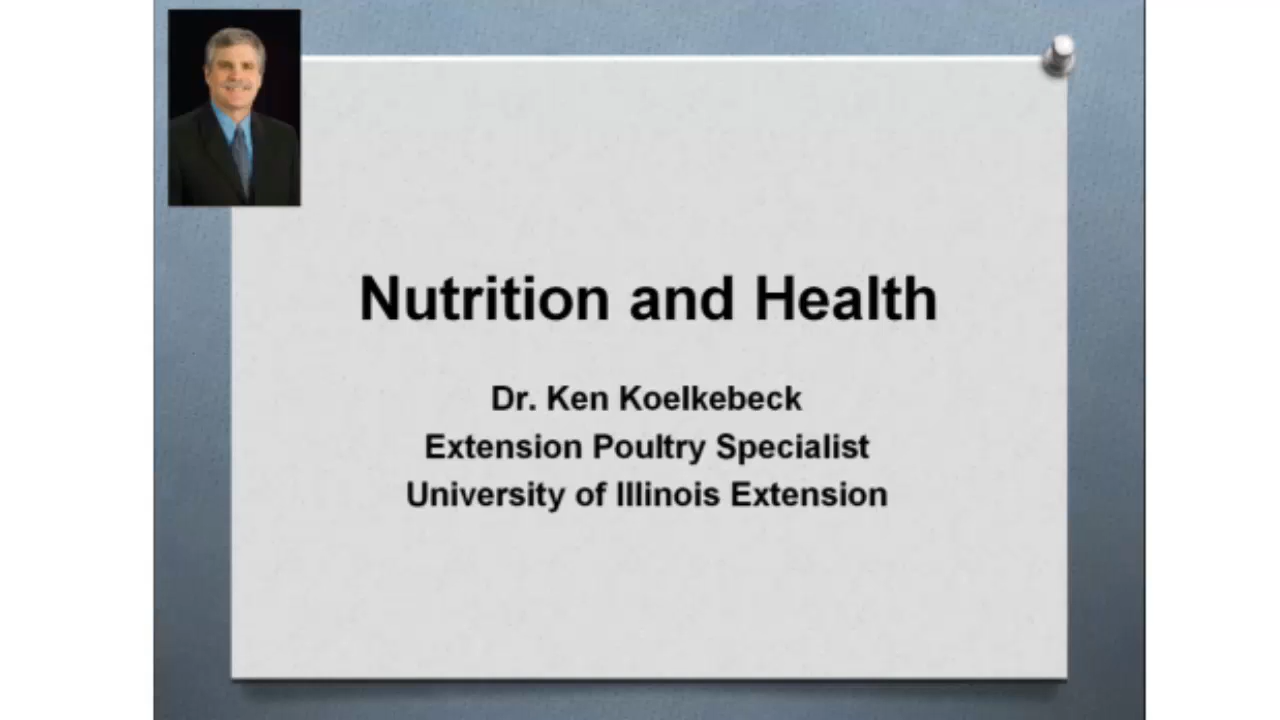 Nutrition and Health
Dr. Ken Koelkebeck
Extension Poultry Specialist
University of Illinois Extension